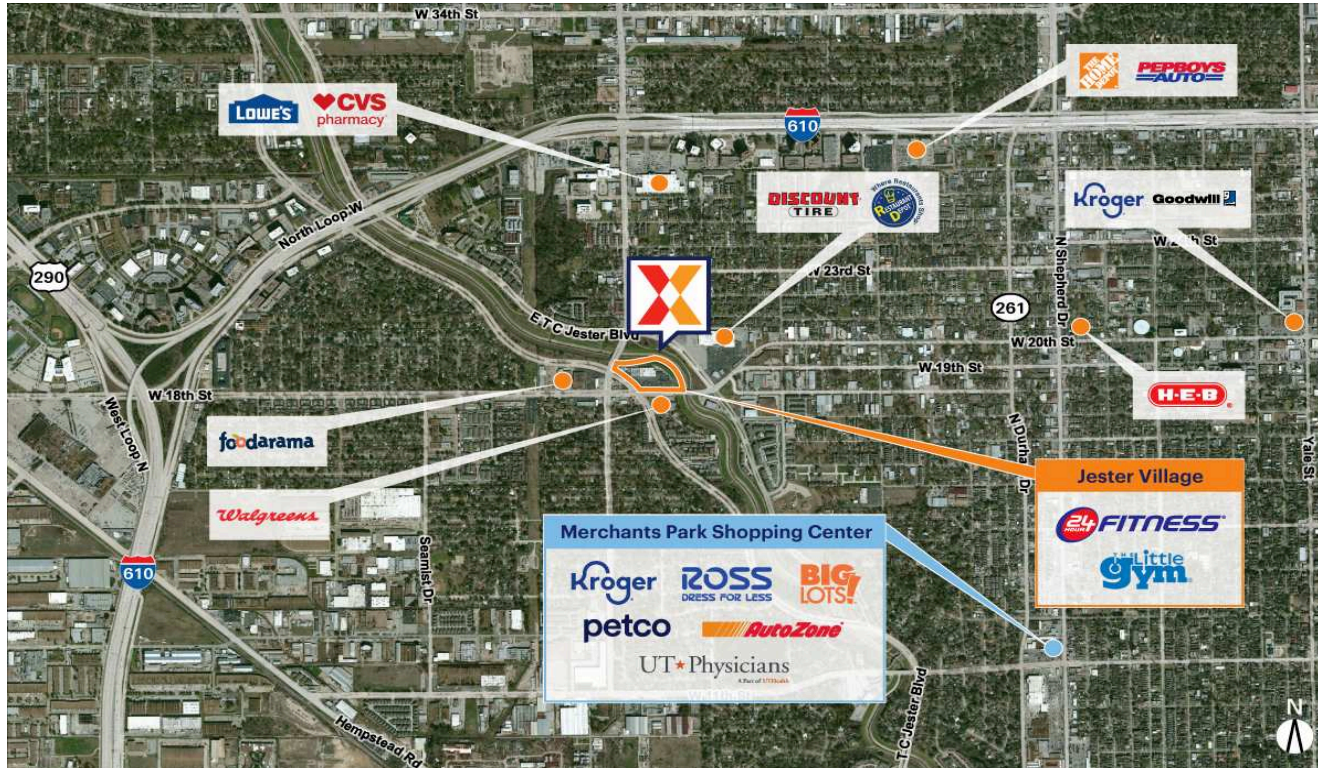 W 34th St
LOWE'S
CVS
pharmacy
610
THE HOME DEPOT
PEPBOYS
AUTO
DISCOUNT
TIRE
Where Restaurants Shop
RESTAURANT DEPOT
Kroger
Goodwill
North Loop W
N Shepherd Dr
W 23rd St
290
261
E T C Jester Blvd
W 20th St
W 19th St
W 18th St
H-E-B
West Loop N
N Durham Dr
Yale St
foodarama
Walgreens
Jester Village
24 HOUR FITNESS
THE Little
gym
Merchants Park Shopping Center
Kroger
ROSS
DRESS FOR LESS
BIG
LOTS!
petco
AutoZone
UT Physicians
A Part of UTHealth
610
Seamist Dr
Hempstead Rd
T C Jester Blvd
N